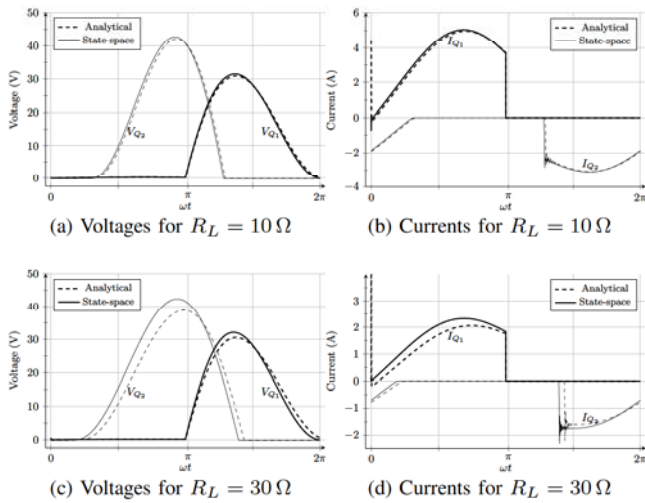 50
40
30
20
10
0
Voltage (V)
Analytical
State-space
V_{Q_2}
V_{Q_1}
0
π
2π
ωt
(a) Voltages for R_L = 10 Ω
6
4
2
0
−2
4
Current (A)
Analytical
State-space
I_{Q_1}
I_{Q_2}
0
π
2π
ωt
(b) Currents for R_L = 10 Ω
50
40
30
20
10
0
Voltage (V)
Analytical
State-space
V_{Q_2}
V_{Q_1}
0
π
2π
ωt
(c) Voltages for R_L = 30 Ω
3
2
1
0
−1
−2
Current (A)
Analytical
State-space
I_{Q_1}
I_{Q_2}
0
π
2π
ωt
(d) Currents for R_L = 30 Ω